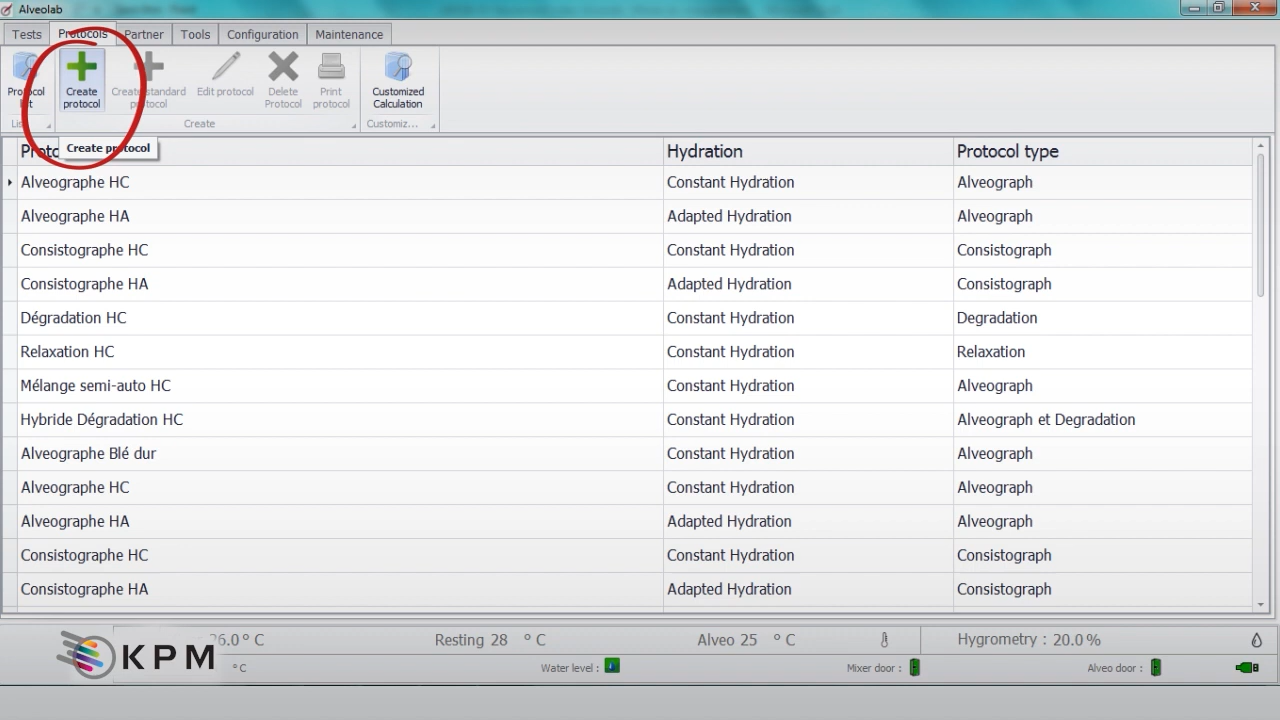 Alveolab
Tests Protocols Partner Tools Configuration Maintenance
Protocol Create Create standard Edit protocol Delete Print Customized
protocol protocol Protocol protocol Calculation
Create Customiz...
Create protocol
Hydration Protocol type
Alveographe HC Constant Hydration Alveograph
Alveographe HA Adapted Hydration Alveograph
Consistographe HC Constant Hydration Consistograph
Consistographe HA Adapted Hydration Consistograph
Dégradation HC Constant Hydration Degradation
Relaxation HC Constant Hydration Relaxation
Mélange semi-auto HC Constant Hydration Alveograph
Hybride Dégradation HC Constant Hydration Alveograph et Degradation
Alveographe Blé dur Constant Hydration Alveograph
Alveographe HC Constant Hydration Alveograph
Alveographe HA Adapted Hydration Alveograph
Consistographe HC Constant Hydration Consistograph
Consistographe HA Adapted Hydration Consistograph
26.0 ° C Resting 28 ° C Alveo 25 ° C Hygrometry : 20.0 %
KPM ° C Water level : Mixer door : Alveo door :